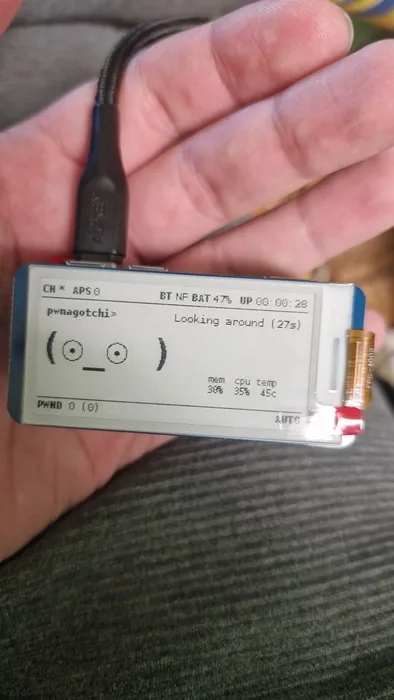 CH * APS 0 BT NF BAT 47% UP 00:00:28
pwnagotchi>
Looking around (27s)
(☉_☉ )
mem cpu temp
30% 35% 45c
PWND 0 (0) AUTO